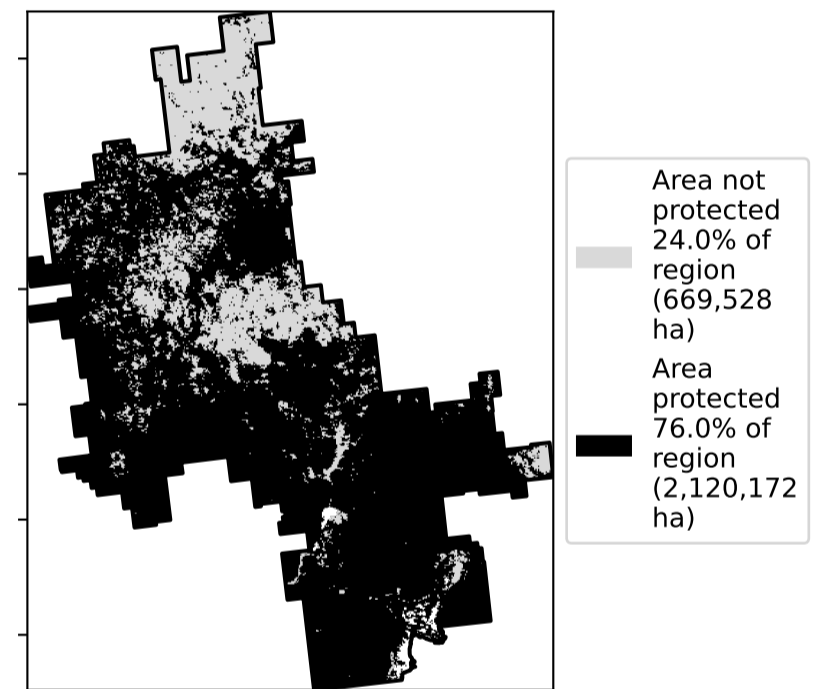 Area not
protected
24.0% of
region
(669,528
ha)
Area
protected
76.0% of
region
(2,120,172
ha)